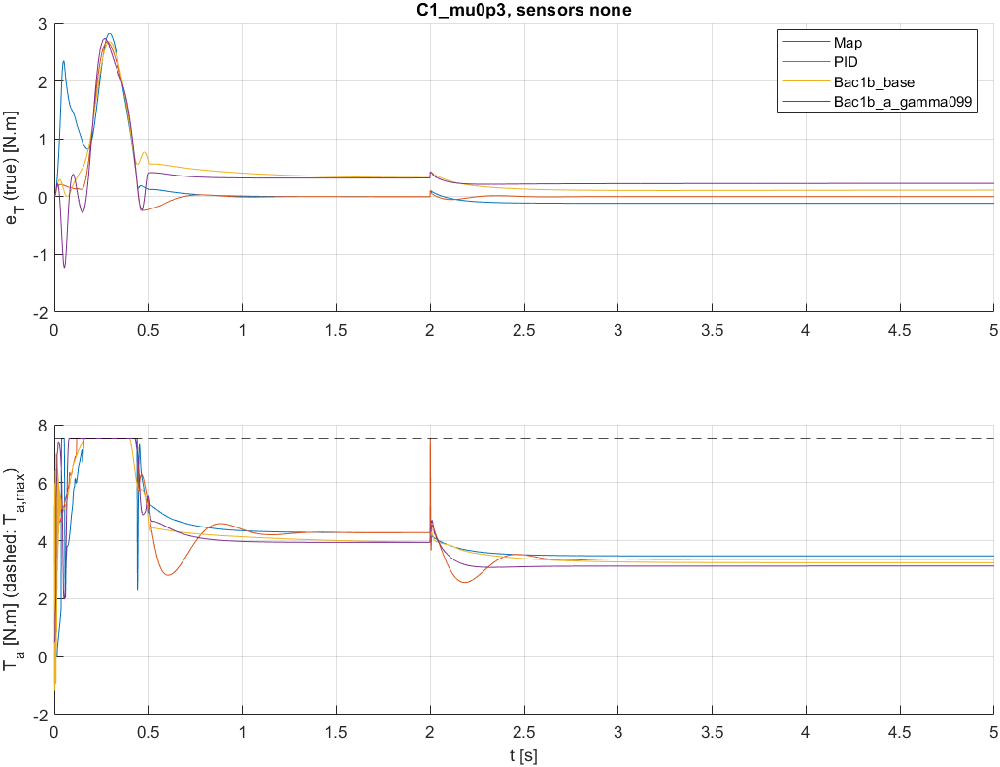 C1_mu0p3, sensors none
e_T (true) [N.m]
3
2
1
0
-1
-2
0 0.5 1 1.5 2 2.5 3 3.5 4 4.5 5
Map
PID
Bac1b_base
Bac1b_a_gamma099
T_a [N.m] (dashed: T_a,max)
8
6
4
2
0
-2
0 0.5 1 1.5 2 2.5 3 3.5 4 4.5 5
t [s]